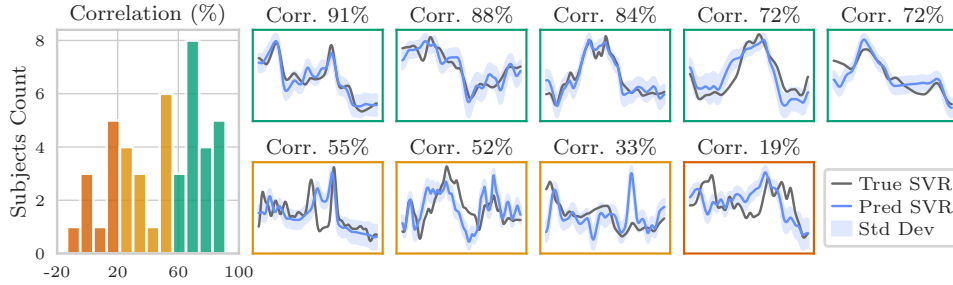 Correlation (%)
Subjects Count
8
6
4
2
0
-20
20
60
100
Corr. 91%
Corr. 88%
Corr. 84%
Corr. 72%
Corr. 72%
Corr. 55%
Corr. 52%
Corr. 33%
Corr. 19%
True SVR
Pred SVR
Std Dev